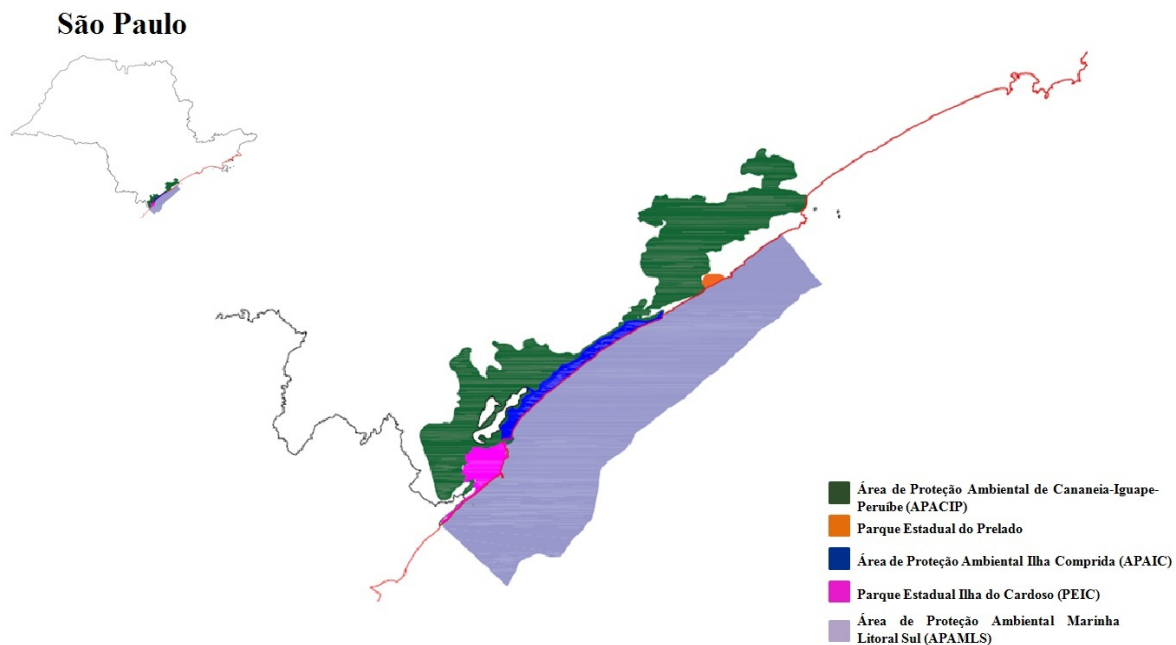 São Paulo
Área de Proteção Ambiental de Cananeia-Iguape-
Peruíbe (APACIP)
Parque Estadual do Prelado
Área de Proteção Ambiental Ilha Comprida (APAIC)
Parque Estadual Ilha do Cardoso (PEIC)
Área de Proteção Ambiental Marinha
Litoral Sul (APAMLS)